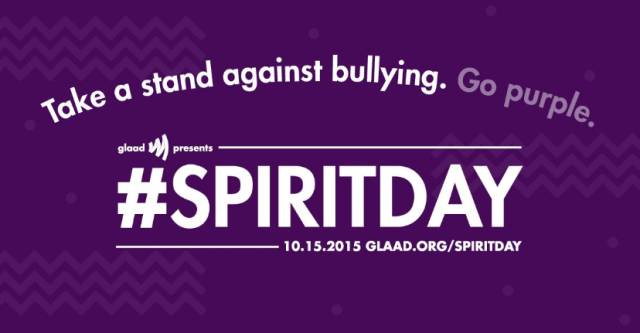 Take a stand against bullying. Go purple.
glaad presents
#SPIRITDAY
10.15.2015 GLAAD.ORG/SPIRITDAY